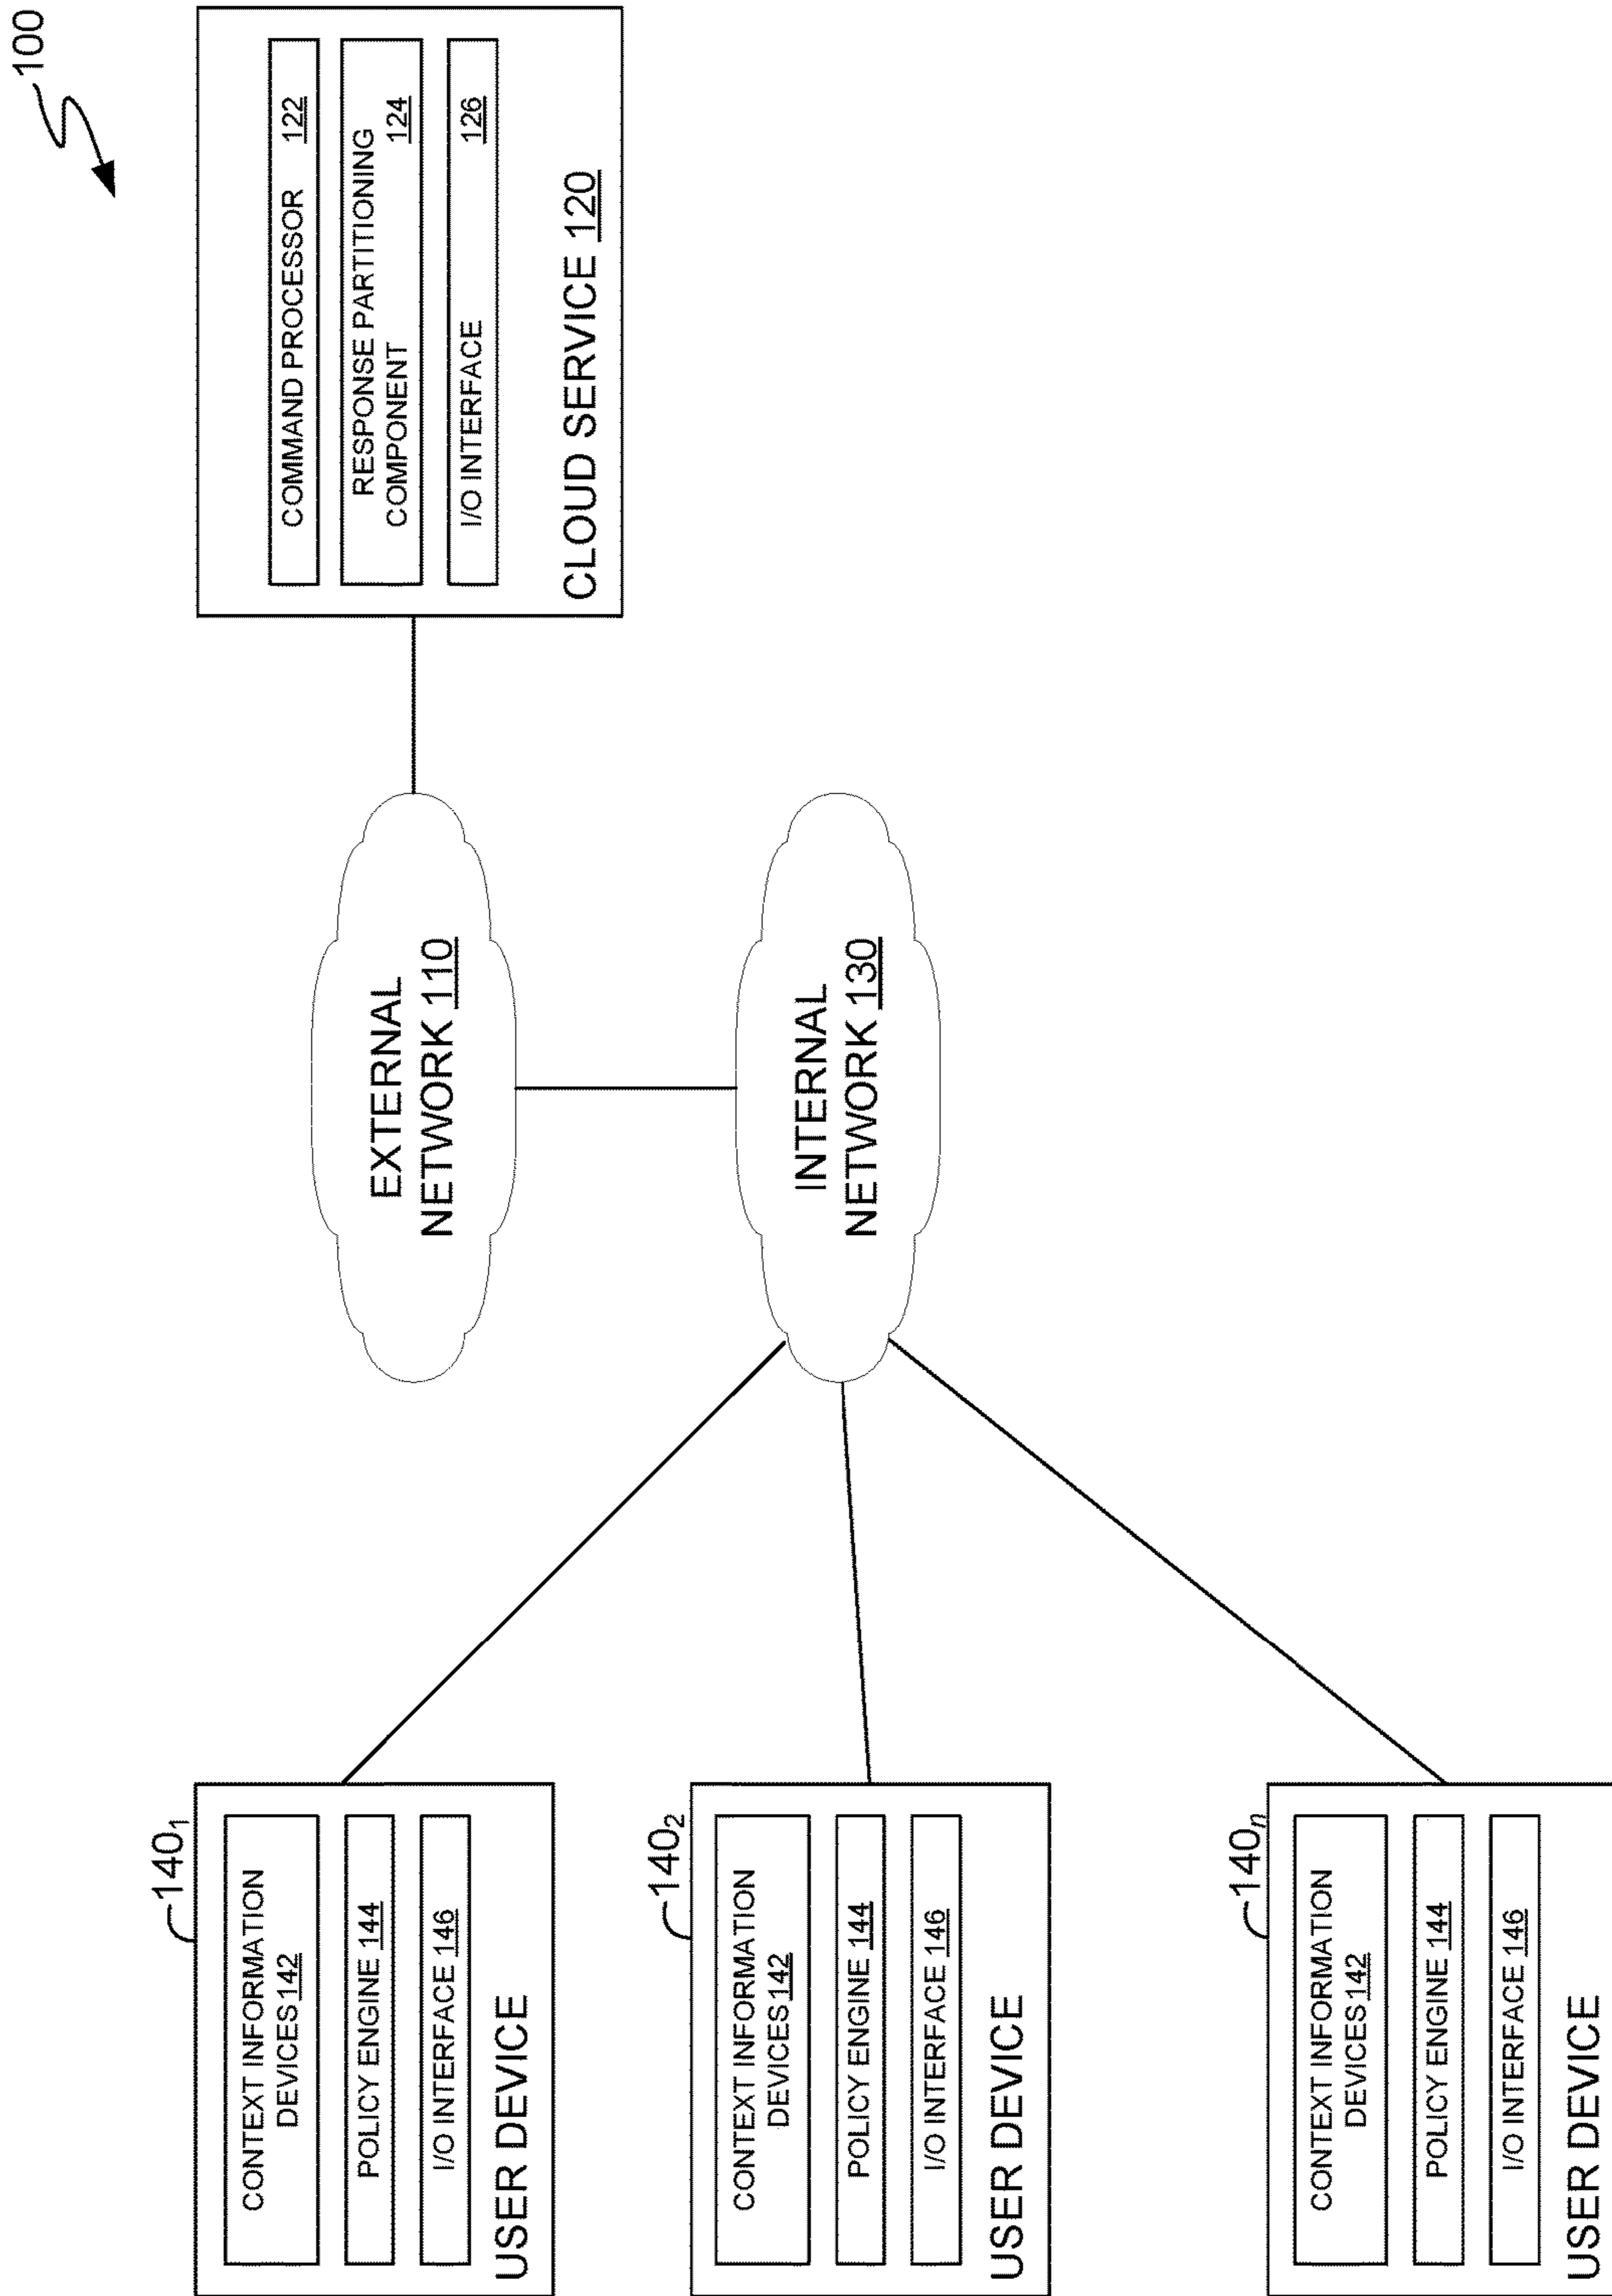 100
COMMAND PROCESSOR 122
RESPONSE PARTITIONING
COMPONENT 124
I/O INTERFACE 126
CLOUD SERVICE 120
EXTERNAL
NETWORK 110
INTERNAL
NETWORK 130
140₁
CONTEXT INFORMATION
DEVICES 142
POLICY ENGINE 144
I/O INTERFACE 146
USER DEVICE
140₂
CONTEXT INFORMATION
DEVICES 142
POLICY ENGINE 144
I/O INTERFACE 146
USER DEVICE
140ₙ
CONTEXT INFORMATION
DEVICES 142
POLICY ENGINE 144
I/O INTERFACE 146
USER DEVICE